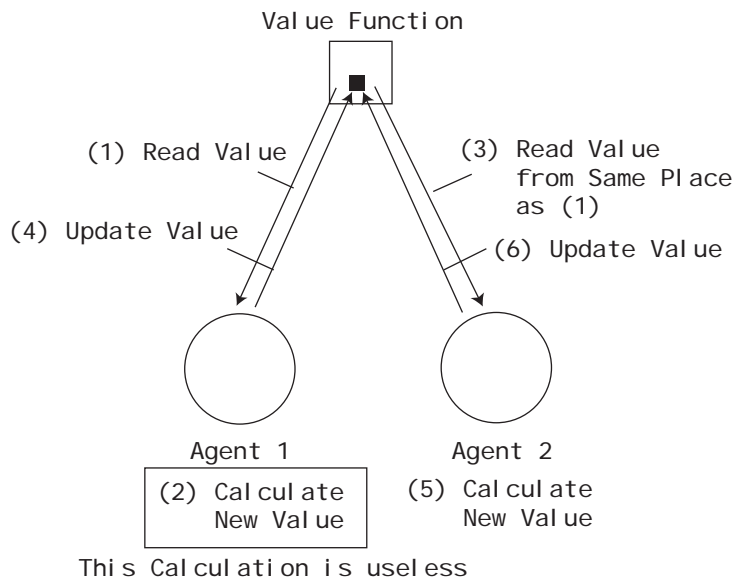 Value Function
(1) Read Value
(3) Read Value
from Same Place
as (1)
(4) Update Value
(6) Update Value
Agent 1
Agent 2
(2) Calculate
New Value
(5) Calculate
New Value
This Calculation is useless